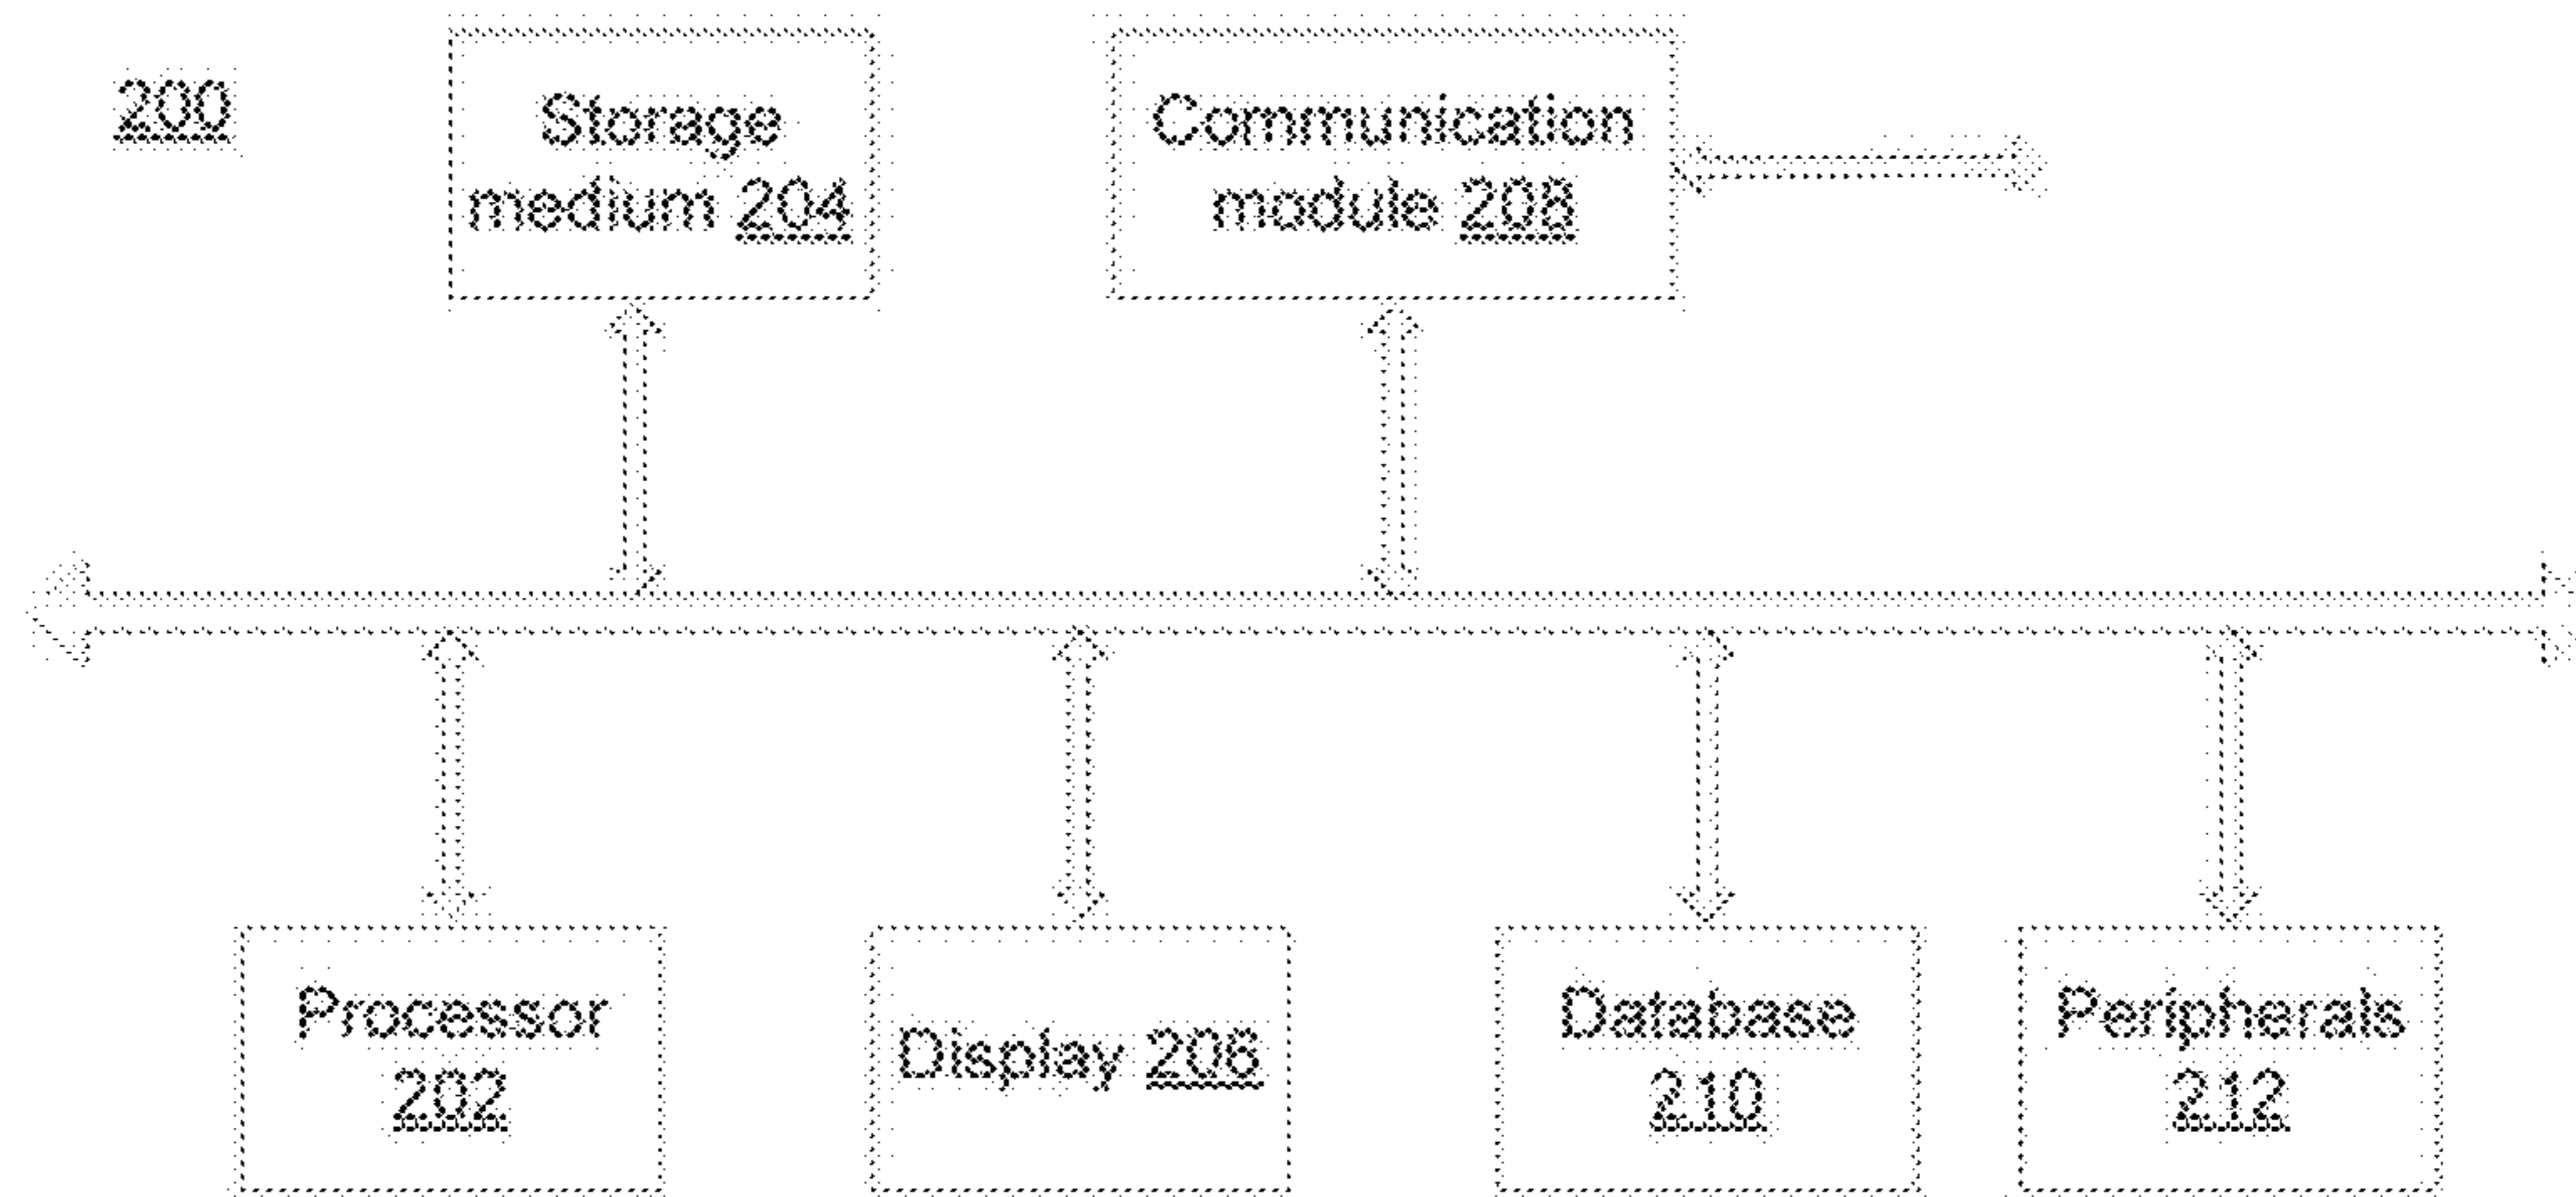 200
Storage
medium 204
Communication
module 208
Processor
202
Display 206
Database
210
Peripherals
212